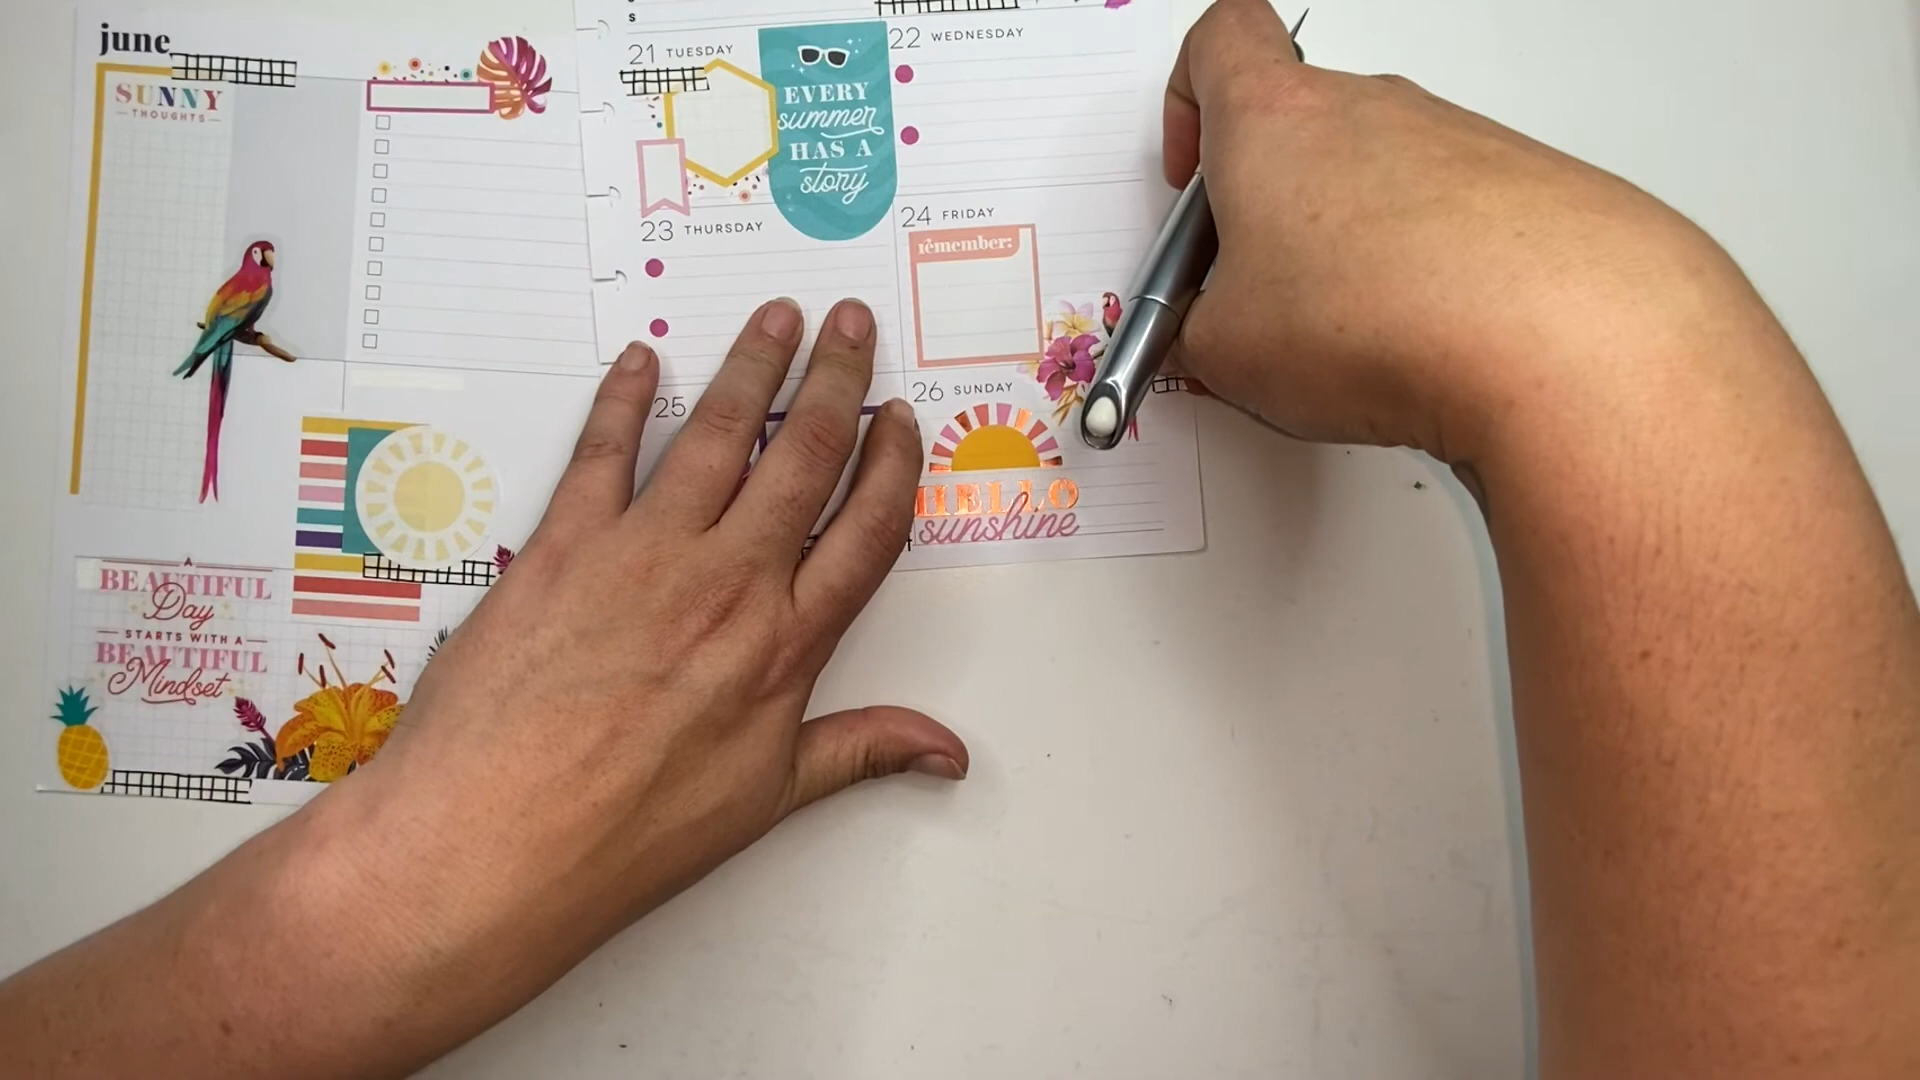 june
SUNNY
THOUGHTS
A
BEAUTIFUL
Day
STARTS WITH A
BEAUTIFUL
Mindset
S
21 TUESDAY
EVERY
summer
HAS A
story
22 WEDNESDAY
23 THURSDAY
24 FRIDAY
remember:
25
26 SUNDAY
HELLO
sunshine